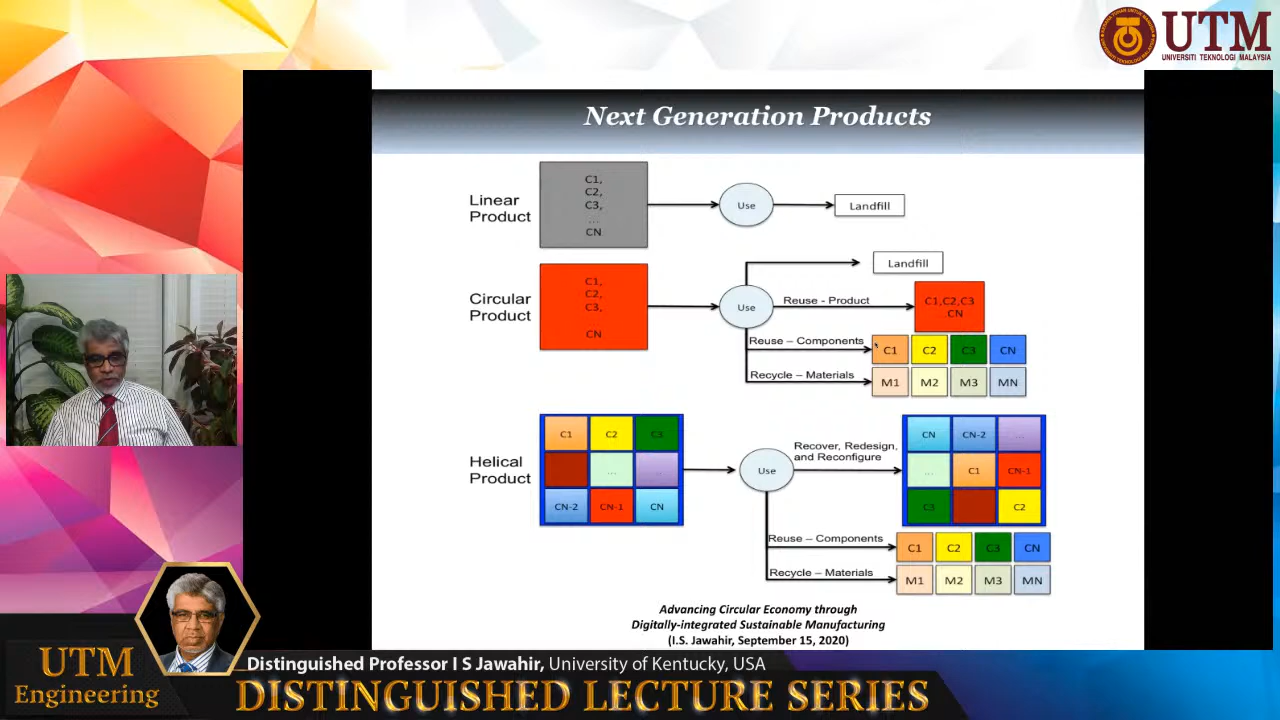 UTM
UNIVERSITI TEKNOLOGI MALAYSIA
Next Generation Products
Linear
Product
C1,
C2,
C3,
...
CN
Use
Landfill
Circular
Product
C1,
C2,
C3,
CN
Use
Landfill
Reuse - Product
C1,C2,C3
CN
Reuse – Components
C1
C2
C3
CN
Recycle – Materials
M1
M2
M3
MN
Helical
Product
C1
C2
C3
...
...
CN-2
CN-1
CN
Use
Recover, Redesign,
and Reconfigure
CN
CN-2
...
...
C1
CN-1
C3
C2
Reuse – Components
C1
C2
C3
CN
Recycle – Materials
M1
M2
M3
MN
Advancing Circular Economy through
Digitally-integrated Sustainable Manufacturing
(I.S. Jawahir, September 15, 2020)
UTM
Engineering
Distinguished Professor I S Jawahir, University of Kentucky, USA
DISTINGUISHED LECTURE SERIES